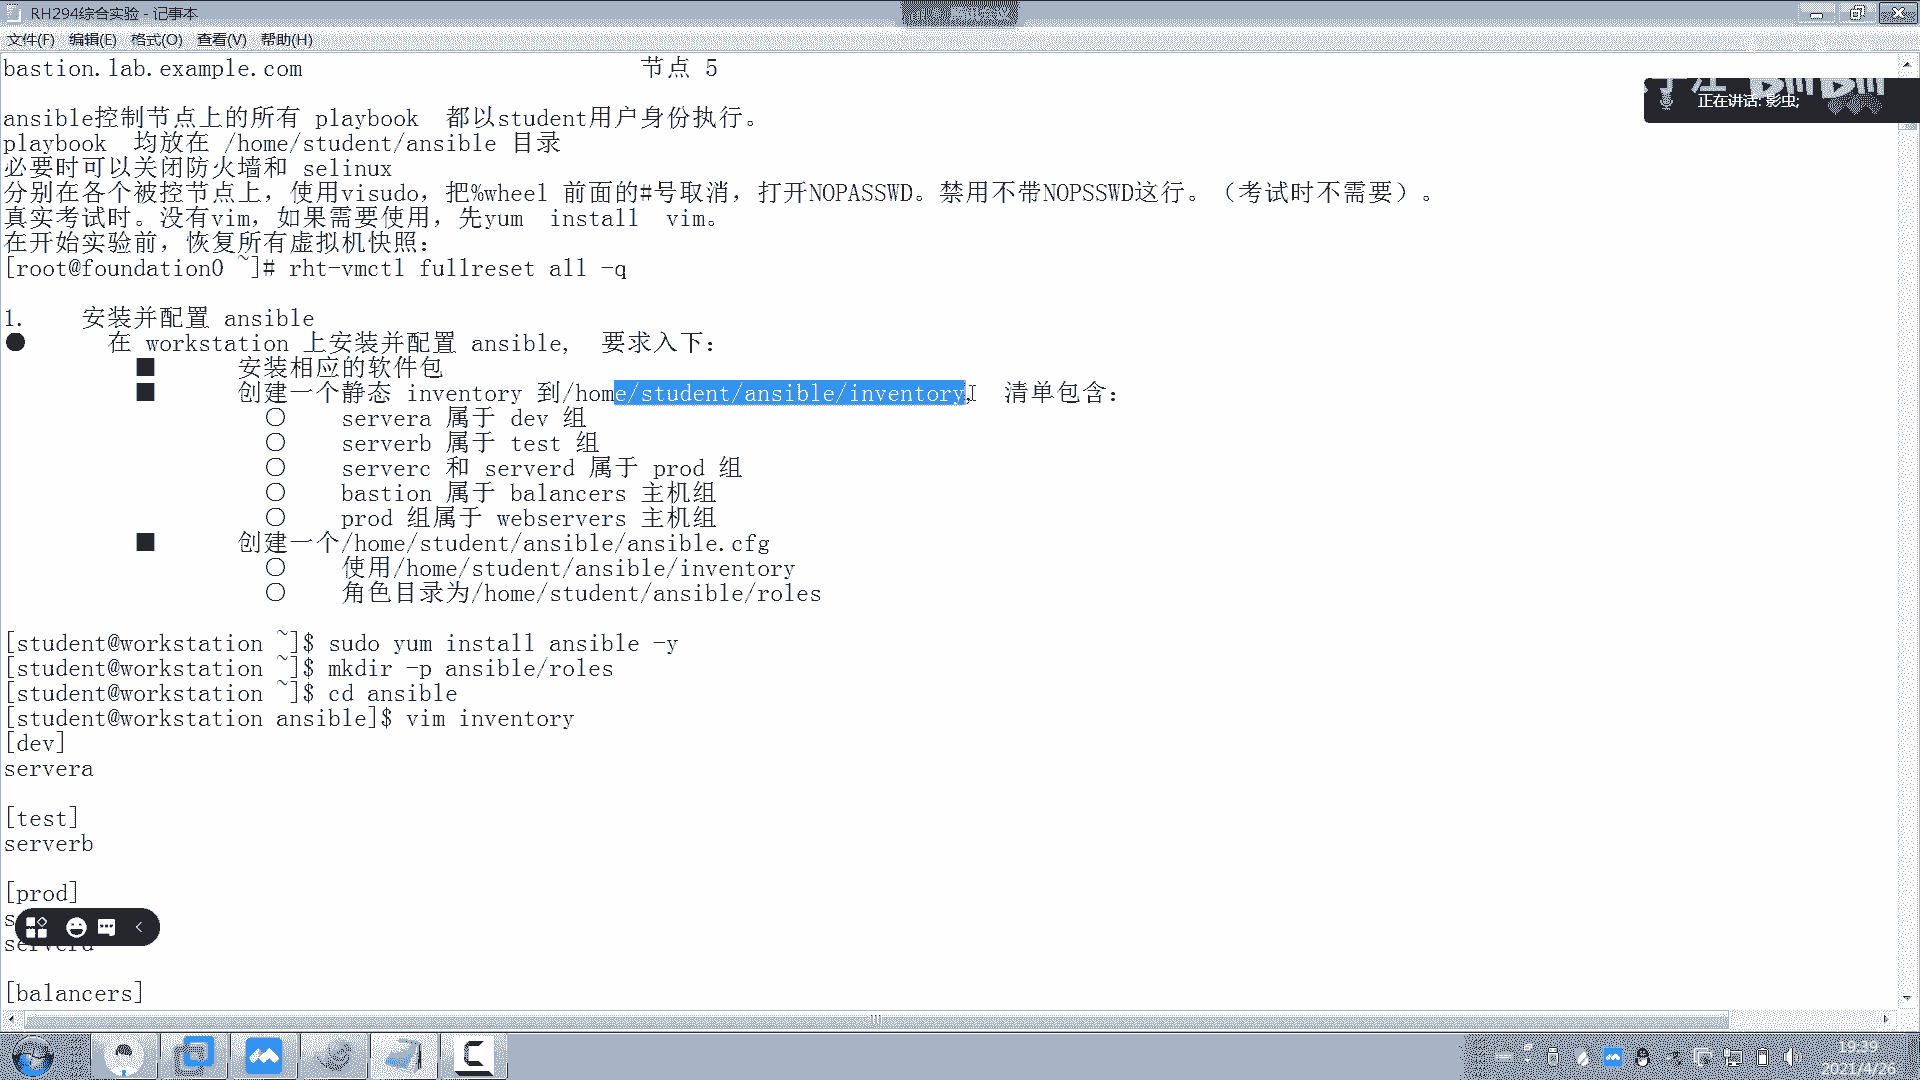 RH294综合实验 - 记事本
文件(F) 编辑(E) 格式(O) 查看(V) 帮助(H)
正在讲话: 影虫;
bastion.lab.example.com 节点 5
ansible控制节点上的所有 playbook 都以student用户身份执行。
playbook 均放在 /home/student/ansible 目录
必要时可以关闭防火墙和 selinux
分别在各个被控节点上，使用visudo，把%wheel 前面的#号取消，打开NOPASSWD。禁用不带NOPSSWD这行。（考试时不需要）。
真实考试时。没有vim，如果需要使用，先yum install vim。
在开始实验前，恢复所有虚拟机快照：
[root@foundation0 ~]# rht-vmctl fullreset all -q
1. 安装并配置 ansible
● 在 workstation 上安装并配置 ansible， 要求入下：
■ 安装相应的软件包
■ 创建一个静态 inventory 到/home/student/ansible/inventory， 清单包含：
○ servera 属于 dev 组
○ serverb 属于 test 组
○ serverc 和 serverd 属于 prod 组
○ bastion 属于 balancers 主机组
○ prod 组属于 webservers 主机组
■ 创建一个/home/student/ansible/ansible.cfg
○ 使用/home/student/ansible/inventory
○ 角色目录为/home/student/ansible/roles
[student@workstation ~]$ sudo yum install ansible -y
[student@workstation ~]$ mkdir -p ansible/roles
[student@workstation ~]$ cd ansible
[student@workstation ansible]$ vim inventory
[dev]
servera
[test]
serverb
[prod]
serverd
[balancers]
19:39
2021/4/26